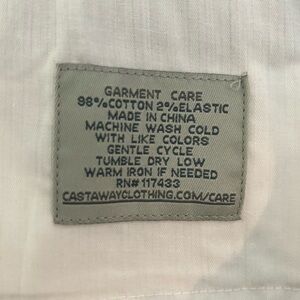 GARMENT CARE
98% COTTON 2% ELASTIC
MADE IN CHINA
MACHINE WASH COLD
WITH LIKE COLORS
GENTLE CYCLE
TUMBLE DRY LOW
WARM IRON IF NEEDED
RN# 117433
CASTAWAYCLOTHING.COM/CARE